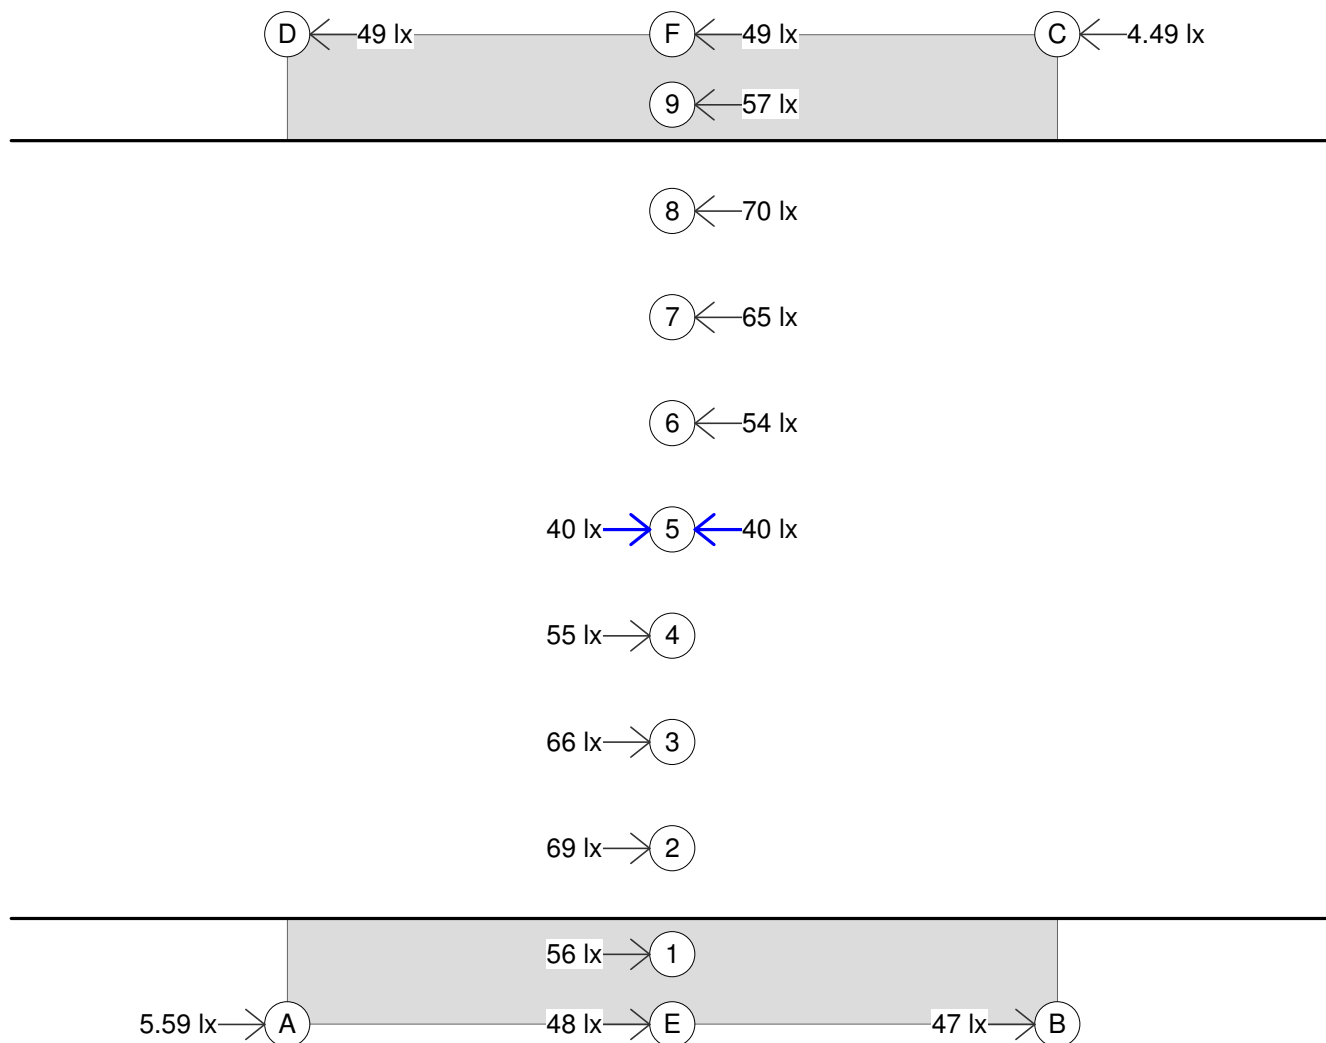 D 49 lx F 49 lx C 4.49 lx
9 57 lx
8 70 lx
7 65 lx
6 54 lx
40 lx 5 40 lx
55 lx 4
66 lx 3
69 lx 2
56 lx 1
5.59 lx A 48 lx E 47 lx B